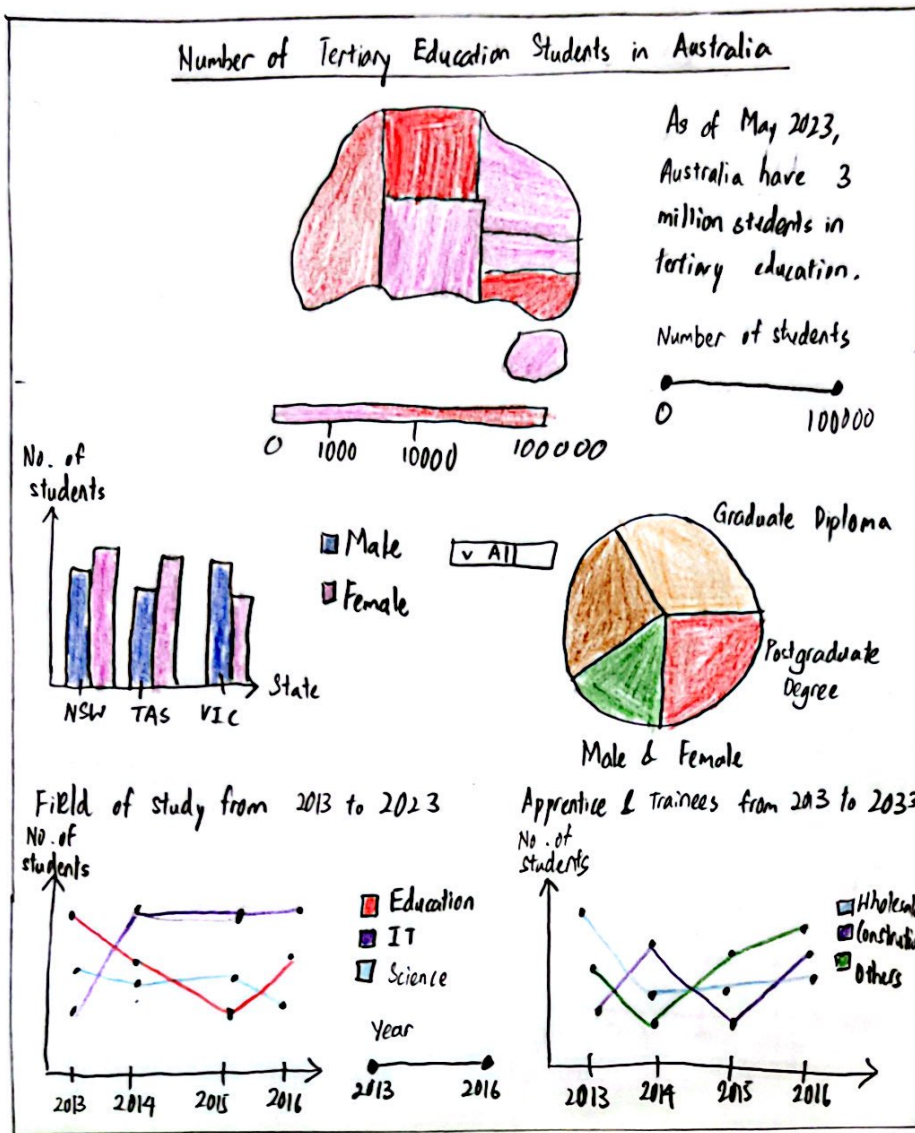 Number of Tertiary Education Students in Australia
As of May 2023,
Australia have 3
million students in
tertiary education.
Number of students
0 100000
0 1000 10000 100000
No. of
students
Male
Female
NSW TAS VIC
State
v All
Graduate Diploma
Postgraduate
Degree
Male & Female
Field of study from 2013 to 2023
No. of
students
Education
IT
Science
Year
2013 2016
2013 2014 2015 2016
Apprentice & Trainees from 2013 to 2033
No. of
students
Wholesal
Constructi
Others
2013 2014 2015 2016